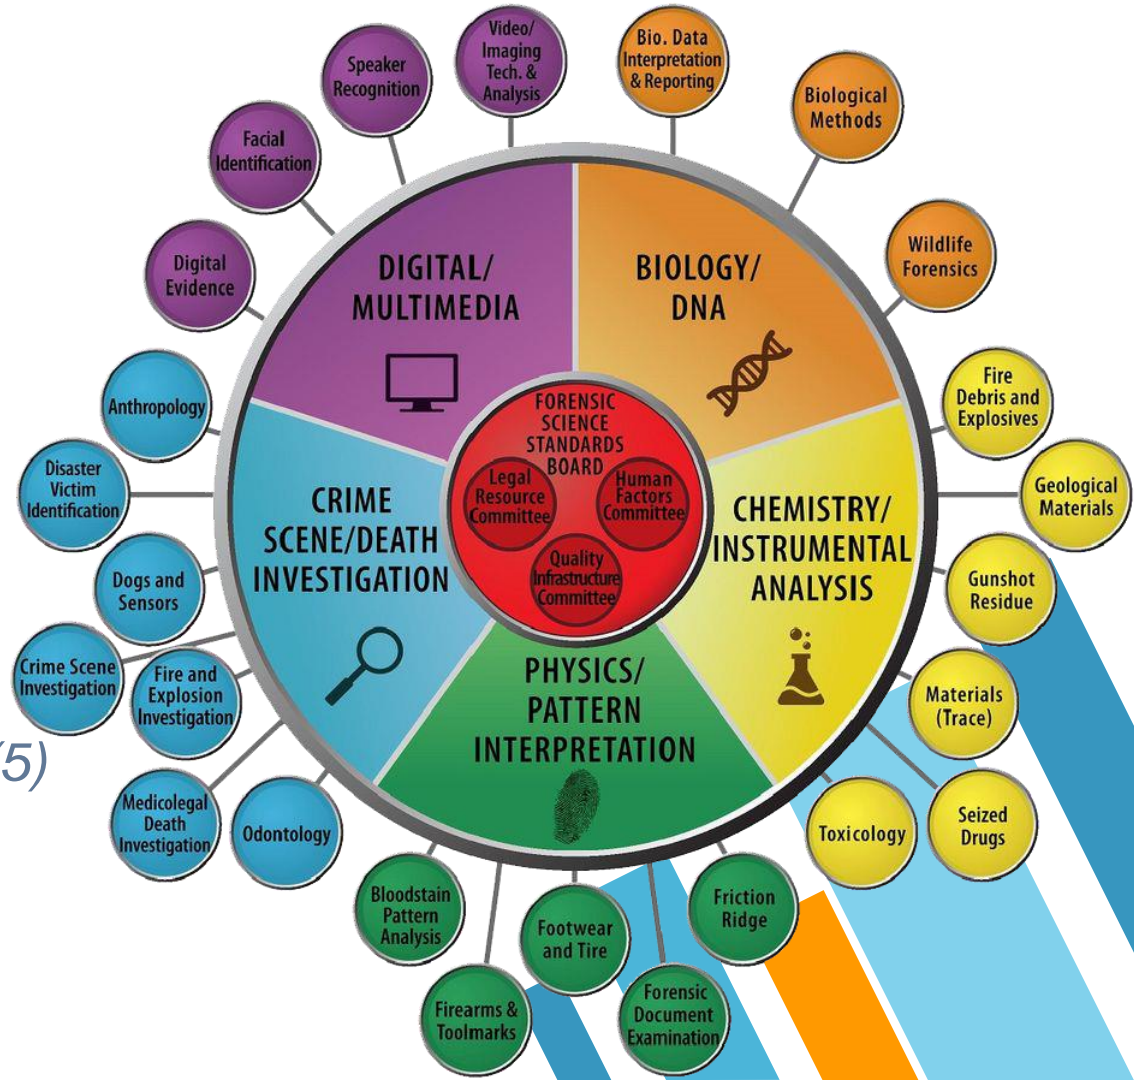 Video/
Imaging
Tech. &
Analysis
Bio. Data
Interpretation
& Reporting
Speaker
Recognition
Biological
Methods
Facial
Identification
Wildlife
Forensics
Digital
Evidence
DIGITAL/
MULTIMEDIA
BIOLOGY/
DNA
Anthropology
Fire
Debris and
Explosives
FORENSIC
SCIENCE
STANDARDS
BOARD
Legal
Resource
Committee
Human
Factors
Committee
Quality
Infrastructure
Committee
Disaster
Victim
Identification
Geological
Materials
CRIME
SCENE/DEATH
INVESTIGATION
CHEMISTRY/
INSTRUMENTAL
ANALYSIS
Dogs and
Sensors
Gunshot
Residue
Crime Scene
Investigation
Fire and
Explosion
Investigation
Materials
(Trace)
PHYSICS/
PATTERN
INTERPRETATION
5)
Medicolegal
Death
Investigation
Odontology
Toxicology
Seized
Drugs
Bloodstain
Pattern
Analysis
Footwear
and Tire
Friction
Ridge
Firearms &
Toolmarks
Forensic
Document
Examination